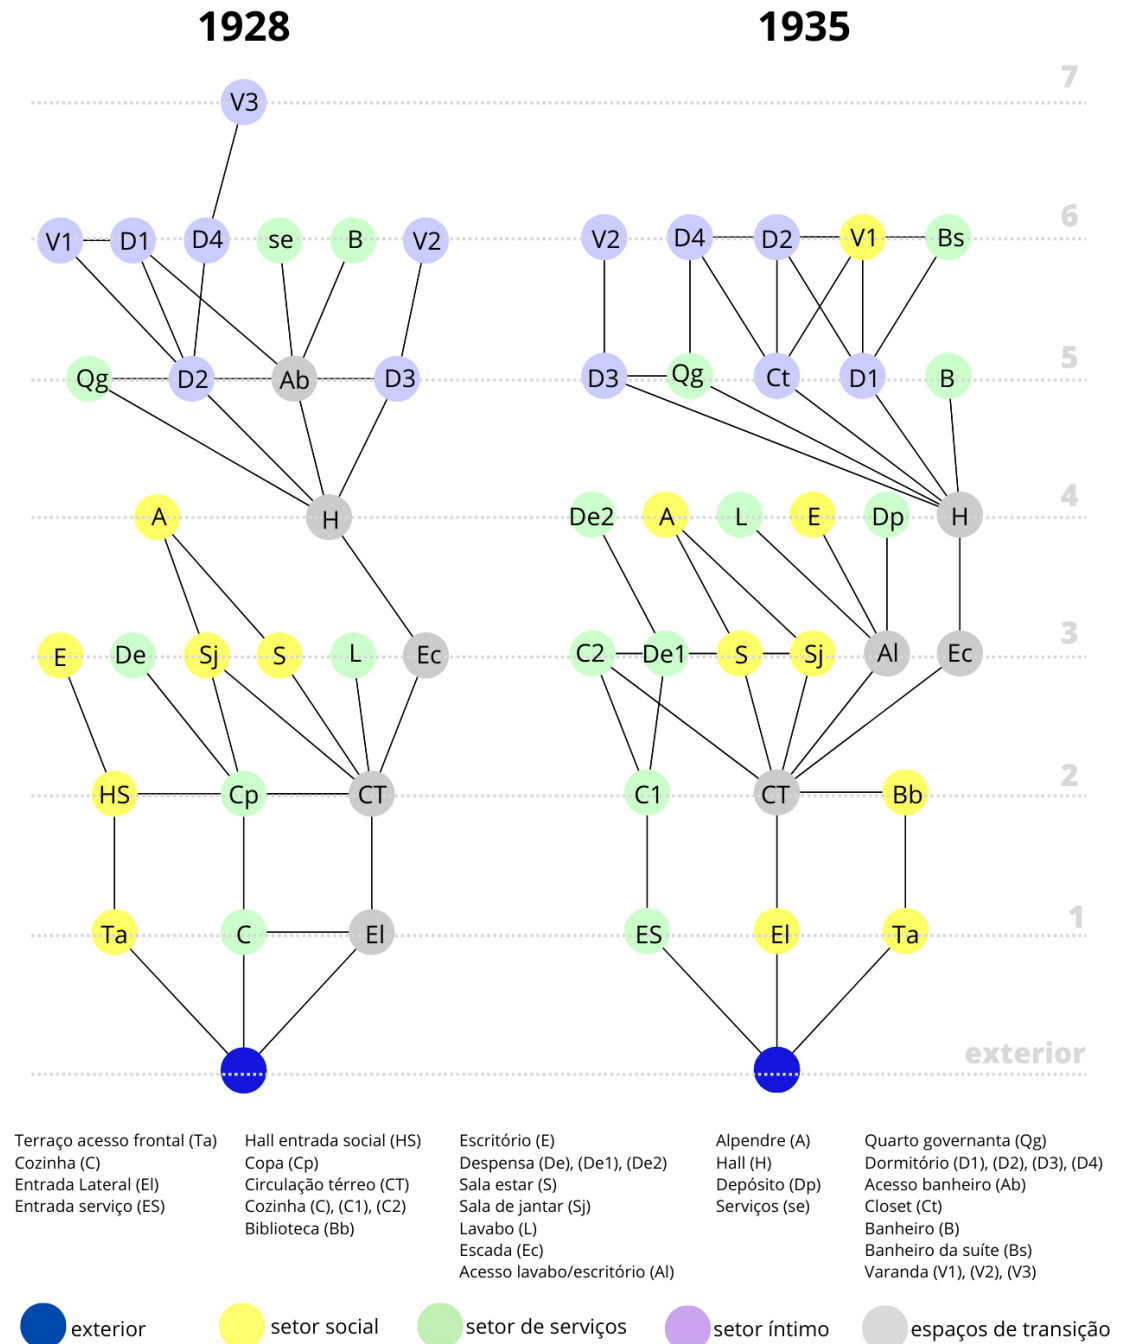 1928 1935
7
V3
6
V1 D1 D4 se B V2 V2 D4 D2 V1 Bs
5
Qg D2 Ab D3 D3 Qg Ct D1 B
4
A H De2 A L E Dp H
3
E De Sj S L Ec C2 De1 S Sj Al Ec
2
HS Cp CT C1 CT Bb
1
Ta C El ES El Ta
exterior
Terraço acesso frontal (Ta)
Cozinha (C)
Entrada Lateral (El)
Entrada serviço (ES)
Hall entrada social (HS)
Copa (Cp)
Circulação térreo (CT)
Cozinha (C), (C1), (C2)
Biblioteca (Bb)
Escritório (E)
Despensa (De), (De1), (De2)
Sala estar (S)
Sala de jantar (Sj)
Lavabo (L)
Escada (Ec)
Acesso lavabo/escritório (Al)
Alpendre (A)
Hall (H)
Depósito (Dp)
Serviços (se)
Quarto governanta (Qg)
Dormitório (D1), (D2), (D3), (D4)
Acesso banheiro (Ab)
Closet (Ct)
Banheiro (B)
Banheiro da suíte (Bs)
Varanda (V1), (V2), (V3)
exterior setor social setor de serviços setor íntimo espaços de transição